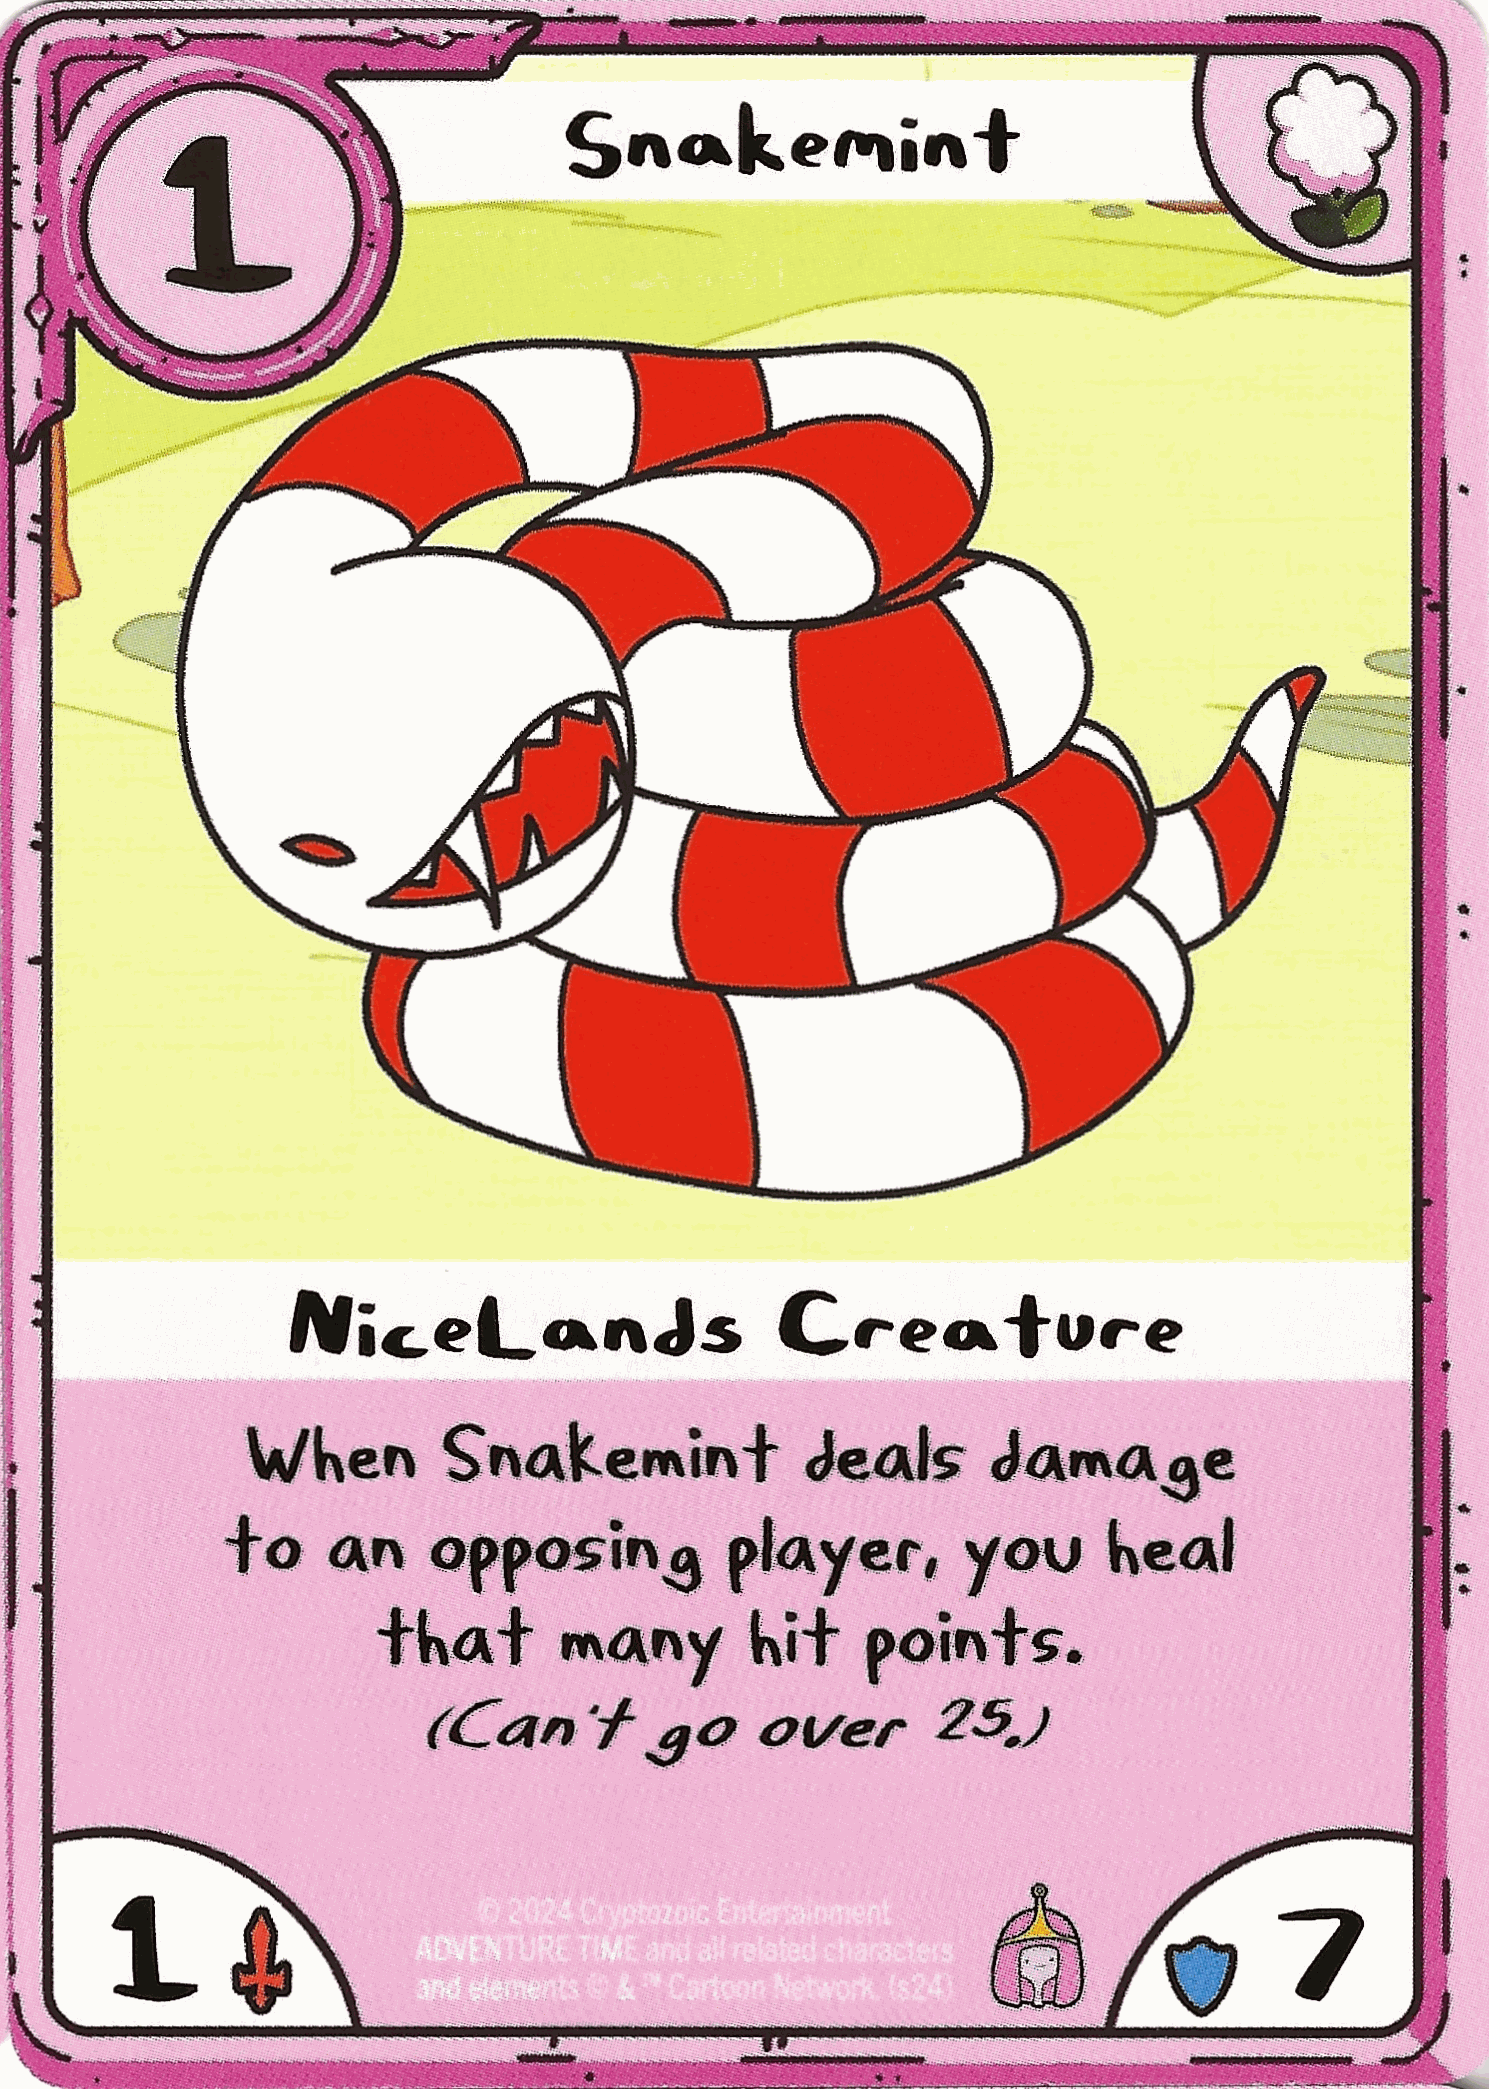 1
Snakemint
NiceLands Creature
When Snakemint deals damage
to an opposing player, you heal
that many hit points.
(Can't go over 25.)
1
7
© 2024 Cryptozoic Entertainment
ADVENTURE TIME and all related characters
and elements © & ™ Cartoon Network. (s24)